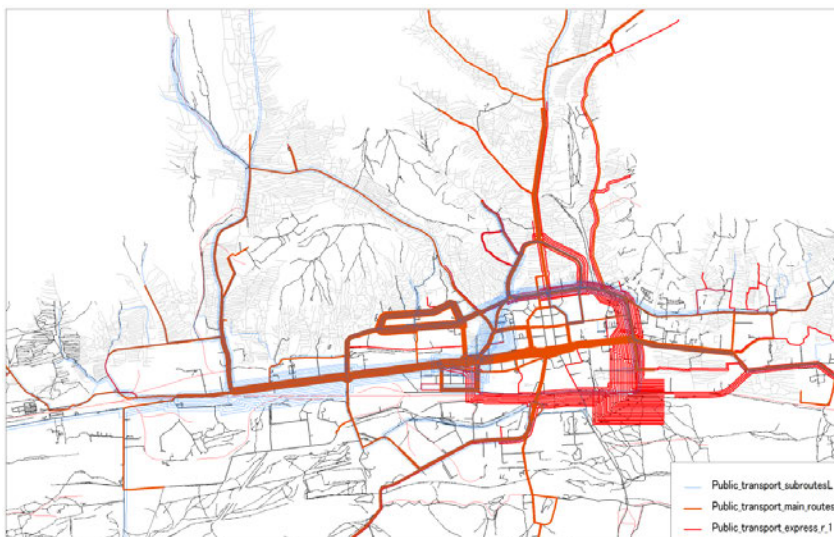 Public_transport_subroutesL
Public_transport_main_routes
Public_transport_express_r_1